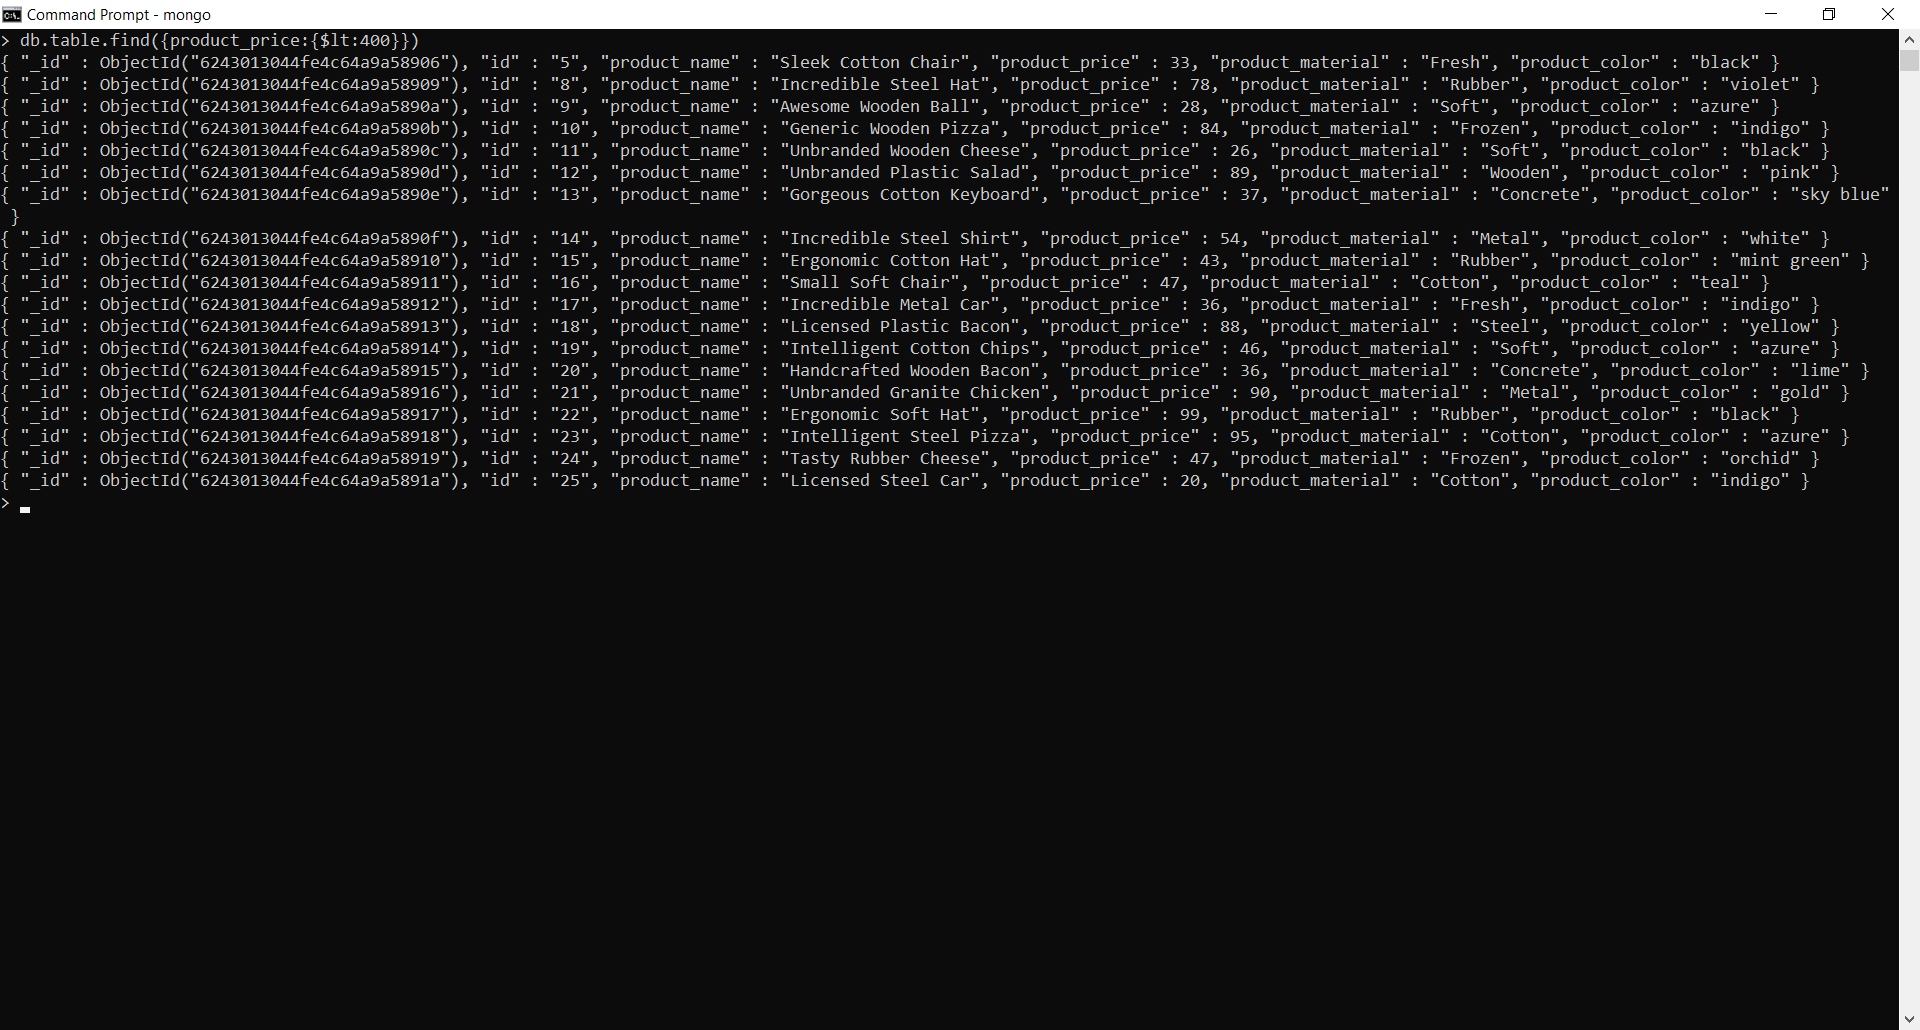 Command Prompt - mongo
> db.table.find({product_price:{$lt:400}})
{ "_id" : ObjectId("6243013044fe4c64a9a58906"), "id" : "5", "product_name" : "Sleek Cotton Chair", "product_price" : 33, "product_material" : "Fresh", "product_color" : "black" }
{ "_id" : ObjectId("6243013044fe4c64a9a58909"), "id" : "8", "product_name" : "Incredible Steel Hat", "product_price" : 78, "product_material" : "Rubber", "product_color" : "violet" }
{ "_id" : ObjectId("6243013044fe4c64a9a5890a"), "id" : "9", "product_name" : "Awesome Wooden Ball", "product_price" : 28, "product_material" : "Soft", "product_color" : "azure" }
{ "_id" : ObjectId("6243013044fe4c64a9a5890b"), "id" : "10", "product_name" : "Generic Wooden Pizza", "product_price" : 84, "product_material" : "Frozen", "product_color" : "indigo" }
{ "_id" : ObjectId("6243013044fe4c64a9a5890c"), "id" : "11", "product_name" : "Unbranded Wooden Cheese", "product_price" : 26, "product_material" : "Soft", "product_color" : "black" }
{ "_id" : ObjectId("6243013044fe4c64a9a5890d"), "id" : "12", "product_name" : "Unbranded Plastic Salad", "product_price" : 89, "product_material" : "Wooden", "product_color" : "pink" }
{ "_id" : ObjectId("6243013044fe4c64a9a5890e"), "id" : "13", "product_name" : "Gorgeous Cotton Keyboard", "product_price" : 37, "product_material" : "Concrete", "product_color" : "sky blue"
}
{ "_id" : ObjectId("6243013044fe4c64a9a5890f"), "id" : "14", "product_name" : "Incredible Steel Shirt", "product_price" : 54, "product_material" : "Metal", "product_color" : "white" }
{ "_id" : ObjectId("6243013044fe4c64a9a58910"), "id" : "15", "product_name" : "Ergonomic Cotton Hat", "product_price" : 43, "product_material" : "Rubber", "product_color" : "mint green" }
{ "_id" : ObjectId("6243013044fe4c64a9a58911"), "id" : "16", "product_name" : "Small Soft Chair", "product_price" : 47, "product_material" : "Cotton", "product_color" : "teal" }
{ "_id" : ObjectId("6243013044fe4c64a9a58912"), "id" : "17", "product_name" : "Incredible Metal Car", "product_price" : 36, "product_material" : "Fresh", "product_color" : "indigo" }
{ "_id" : ObjectId("6243013044fe4c64a9a58913"), "id" : "18", "product_name" : "Licensed Plastic Bacon", "product_price" : 88, "product_material" : "Steel", "product_color" : "yellow" }
{ "_id" : ObjectId("6243013044fe4c64a9a58914"), "id" : "19", "product_name" : "Intelligent Cotton Chips", "product_price" : 46, "product_material" : "Soft", "product_color" : "azure" }
{ "_id" : ObjectId("6243013044fe4c64a9a58915"), "id" : "20", "product_name" : "Handcrafted Wooden Bacon", "product_price" : 36, "product_material" : "Concrete", "product_color" : "lime" }
{ "_id" : ObjectId("6243013044fe4c64a9a58916"), "id" : "21", "product_name" : "Unbranded Granite Chicken", "product_price" : 90, "product_material" : "Metal", "product_color" : "gold" }
{ "_id" : ObjectId("6243013044fe4c64a9a58917"), "id" : "22", "product_name" : "Ergonomic Soft Hat", "product_price" : 99, "product_material" : "Rubber", "product_color" : "black" }
{ "_id" : ObjectId("6243013044fe4c64a9a58918"), "id" : "23", "product_name" : "Intelligent Steel Pizza", "product_price" : 95, "product_material" : "Cotton", "product_color" : "azure" }
{ "_id" : ObjectId("6243013044fe4c64a9a58919"), "id" : "24", "product_name" : "Tasty Rubber Cheese", "product_price" : 47, "product_material" : "Frozen", "product_color" : "orchid" }
{ "_id" : ObjectId("6243013044fe4c64a9a5891a"), "id" : "25", "product_name" : "Licensed Steel Car", "product_price" : 20, "product_material" : "Cotton", "product_color" : "indigo" }
>